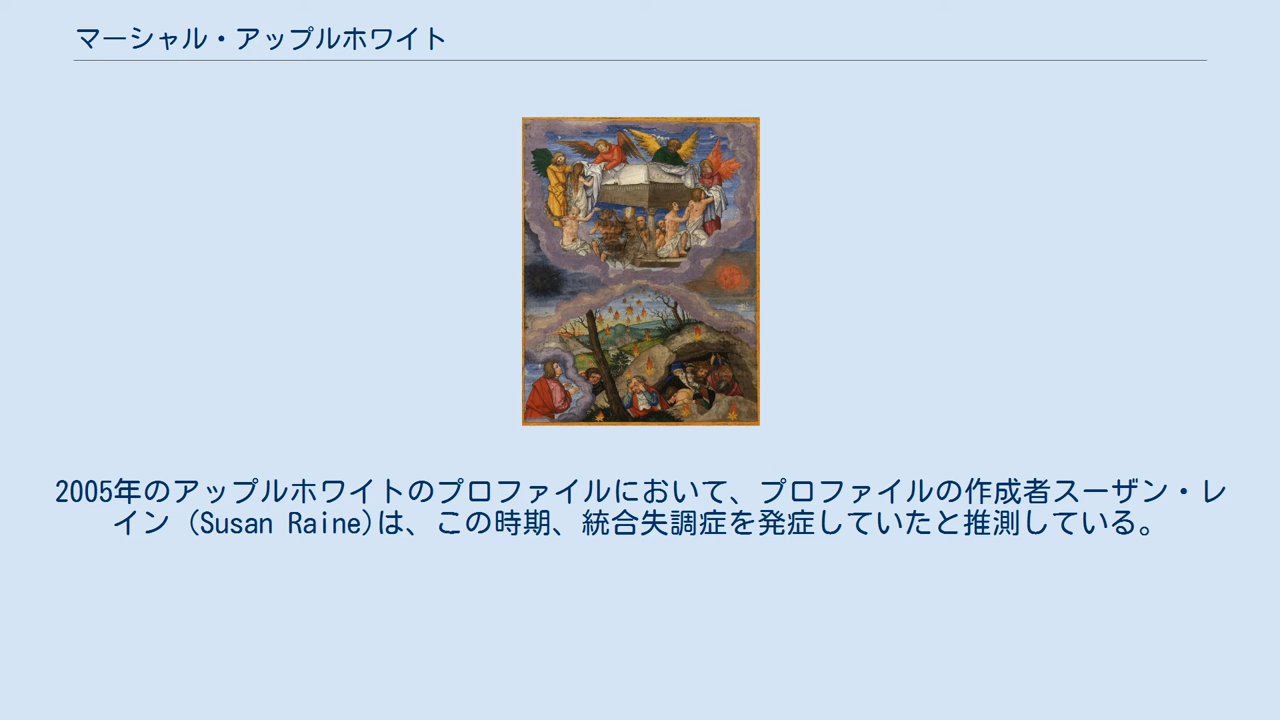 マーシャル・アップルホワイト
2005年のアップルホワイトのプロファイルにおいて、プロファイルの作成者スーザン・レ
イン (Susan Raine)は、この時期、統合失調症を発症していたと推測している。